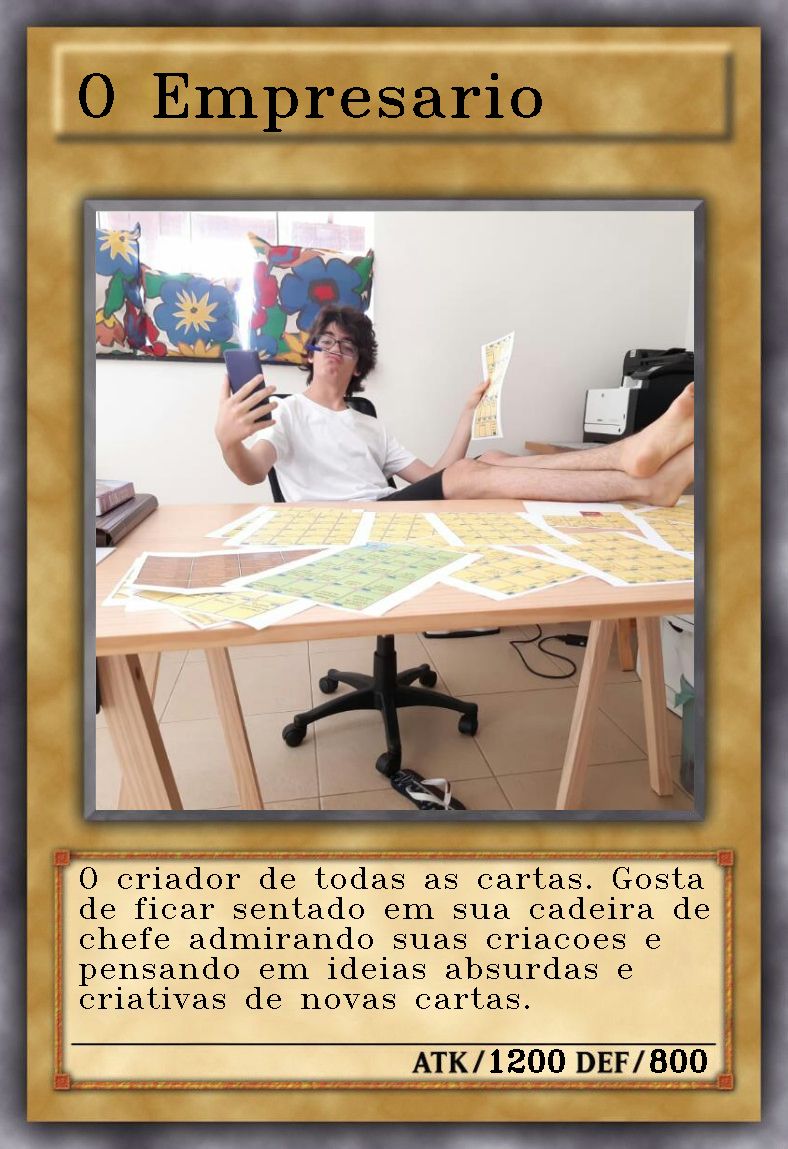 O Empresario
O criador de todas as cartas. Gosta
de ficar sentado em sua cadeira de
chefe admirando suas criacoes e
pensando em ideias absurdas e
criativas de novas cartas.
ATK/1200 DEF/800